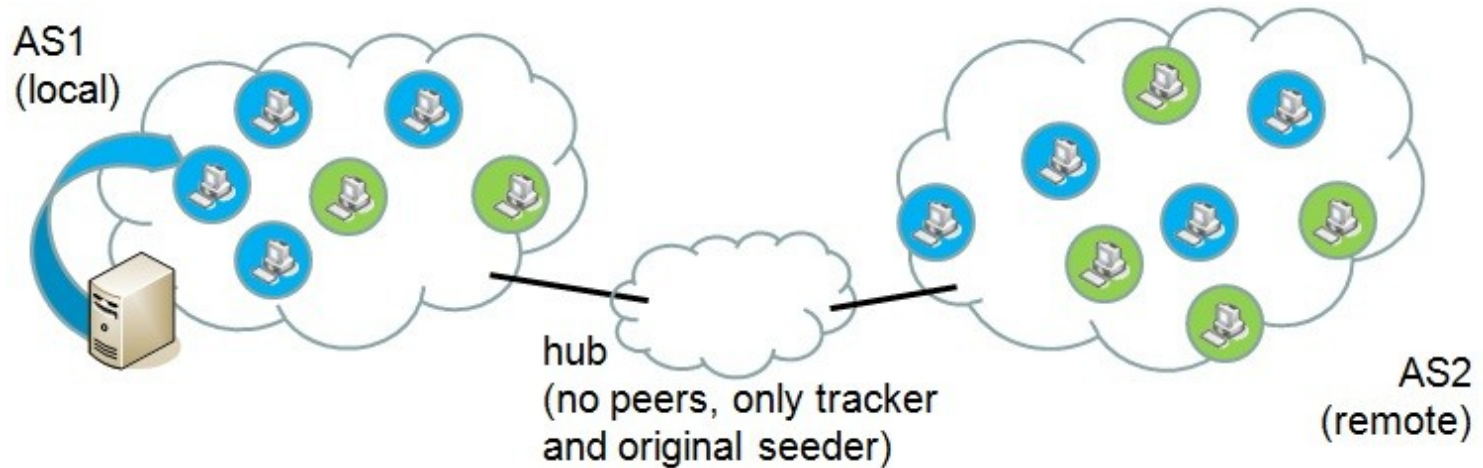 AS1
(local)
hub
(no peers, only tracker
and original seeder)
AS2
(remote)